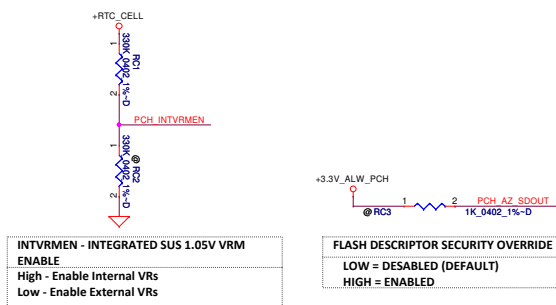 +RTC_CELL
1
330K_0402_1%~D
RC1
2
PCH_INTVRMEN
1
330K_0402_1%~D
@ RC2
2
+3.3V_ALW_PCH
1
2
PCH_AZ_SDOUT
@ RC3
1K_0402_1%~D
INTVRMEN - INTEGRATED SUS 1.05V VRM
ENABLE
High - Enable Internal VRs
Low - Enable External VRs
FLASH DESCRIPTOR SECURITY OVERRIDE
LOW = DESABLED (DEFAULT)
HIGH = ENABLED